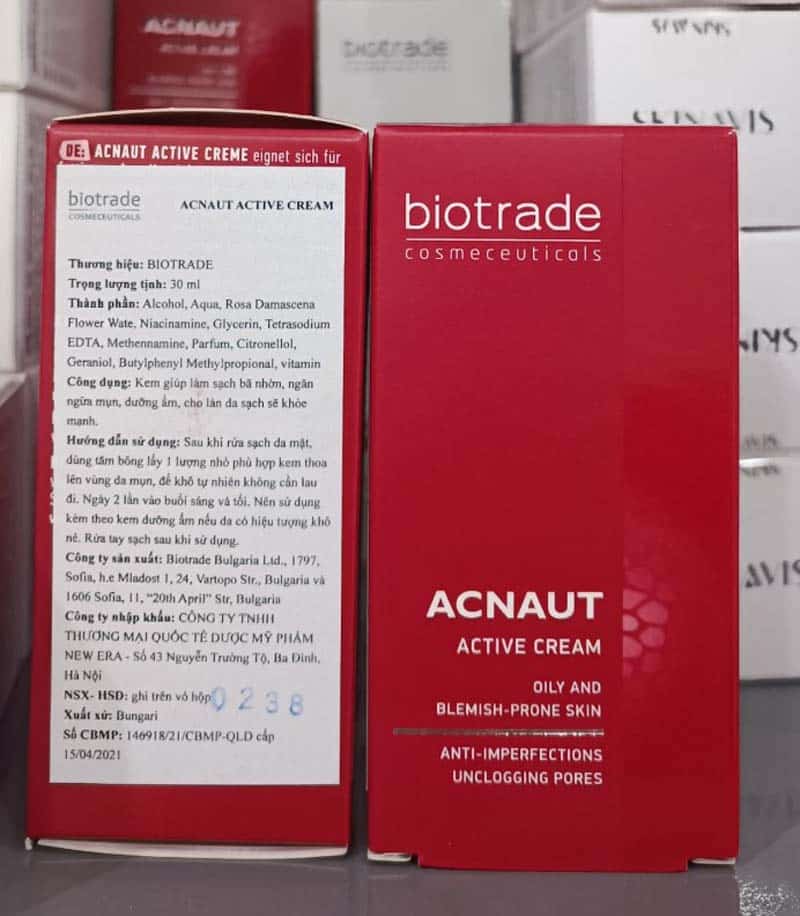 ACNAUT
biotrade
SKINAVIS
DE: ACNAUT ACTIVE CREME eignet sich für
biotrade
COSMECEUTICALS
ACNAUT ACTIVE CREAM
Thương hiệu: BIOTRADE
Trọng lượng tịnh: 30 ml
Thành phần: Alcohol, Aqua, Rosa Damascena
Flower Wate, Niacinamine, Glycerin, Tetrasodium
EDTA, Methennamine, Parfum, Citronellol,
Geraniol, Butylphenyl Methylpropional, vitamin
Công dụng: Kem giúp làm sạch bã nhờn, ngăn
ngừa mụn, dưỡng ẩm, cho làn da sạch sẽ khỏe
mạnh.
Hướng dẫn sử dụng: Sau khi rửa sạch da mặt,
dùng tăm bông lấy 1 lượng nhỏ phù hợp kem thoa
lên vùng da mụn, để khô tự nhiên không cần lau
đi. Ngày 2 lần vào buổi sáng và tối. Nên sử dụng
kèm theo kem dưỡng ẩm nếu da có hiệu tượng khô
nẻ. Rửa tay sạch sau khi sử dụng.
Công ty sản xuất: Biotrade Bulgaria Ltd., 1797,
Sofia, h.e Mladost 1, 24, Vartopo Str., Bulgaria và
1606 Sofia, 11, “20th April” Str, Bulgaria
Công ty nhập khẩu: CÔNG TY TNHH
THƯƠNG MẠI QUỐC TẾ DƯỢC MỸ PHẨM
NEW ERA - Số 43 Nguyễn Trường Tộ, Ba Đình,
Hà Nội
NSX- HSD: ghi trên vỏ hộp 0238
Xuất xứ: Bungari
Số CBMP: 146918/21/CBMP-QLD cấp
15/04/2021
biotrade
cosmeceuticals
ACNAUT
ACTIVE CREAM
OILY AND
BLEMISH-PRONE SKIN
ANTI-IMPERFECTIONS
UNCLOGGING PORES